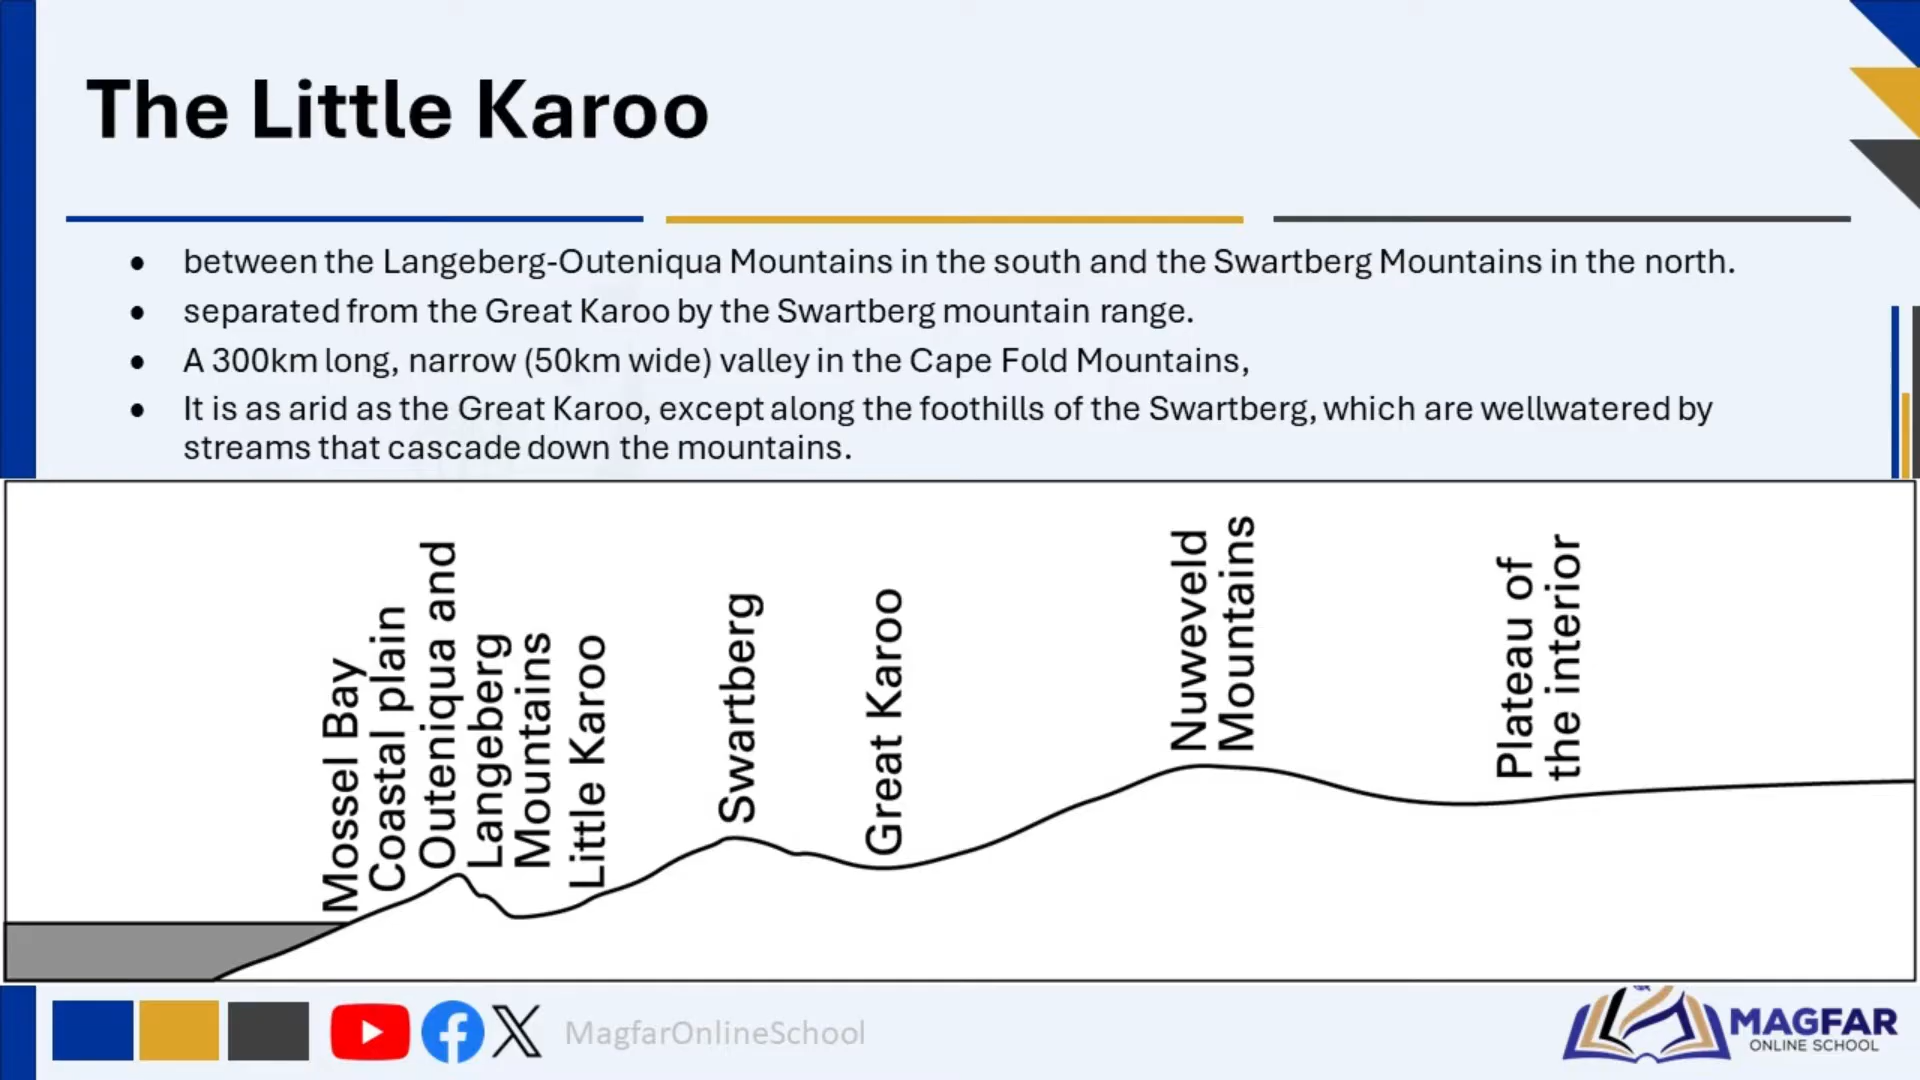 The Little Karoo
• between the Langeberg-Outeniqua Mountains in the south and the Swartberg Mountains in the north.
• separated from the Great Karoo by the Swartberg mountain range.
• A 300km long, narrow (50km wide) valley in the Cape Fold Mountains,
• It is as arid as the Great Karoo, except along the foothills of the Swartberg, which are wellwatered by
streams that cascade down the mountains.
Mossel Bay
Coastal plain
Outeniqua and
Langeberg
Mountains
Little Karoo
Swartberg
Great Karoo
Nuweveld
Mountains
Plateau of
the interior
MagfarOnlineSchool
MAGFAR
ONLINE SCHOOL